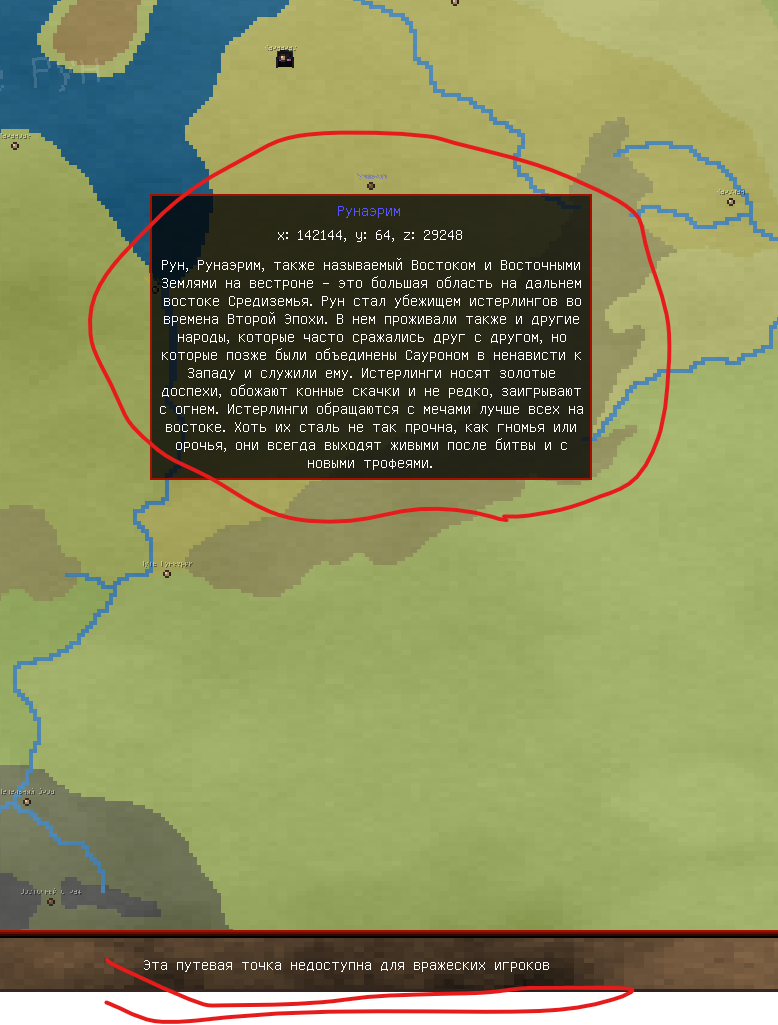 РУН
Рунаэрим
x: 142144, y: 64, z: 29248
Рун, Рунаэрим, также называемый Востоком и Восточными
Землями на вестроне – это большая область на дальнем
востоке Средиземья. Рун стал убежищем истерлингов во
времена Второй Эпохи. В нем проживали также и другие
народы, которые часто сражались друг с другом, но
которые позже были объединены Сауроном в ненависти к
Западу и служили ему. Истерлинги носят золотые
доспехи, обожают конные скачки и не редко, заигрывают
с огнем. Истерлинги обращаются с мечами лучше всех на
востоке. Хоть их сталь не так прочна, как гномья или
орочья, они всегда выходят живыми после битвы и с
новыми трофеями.
Эта путевая точка недоступна для вражеских игроков